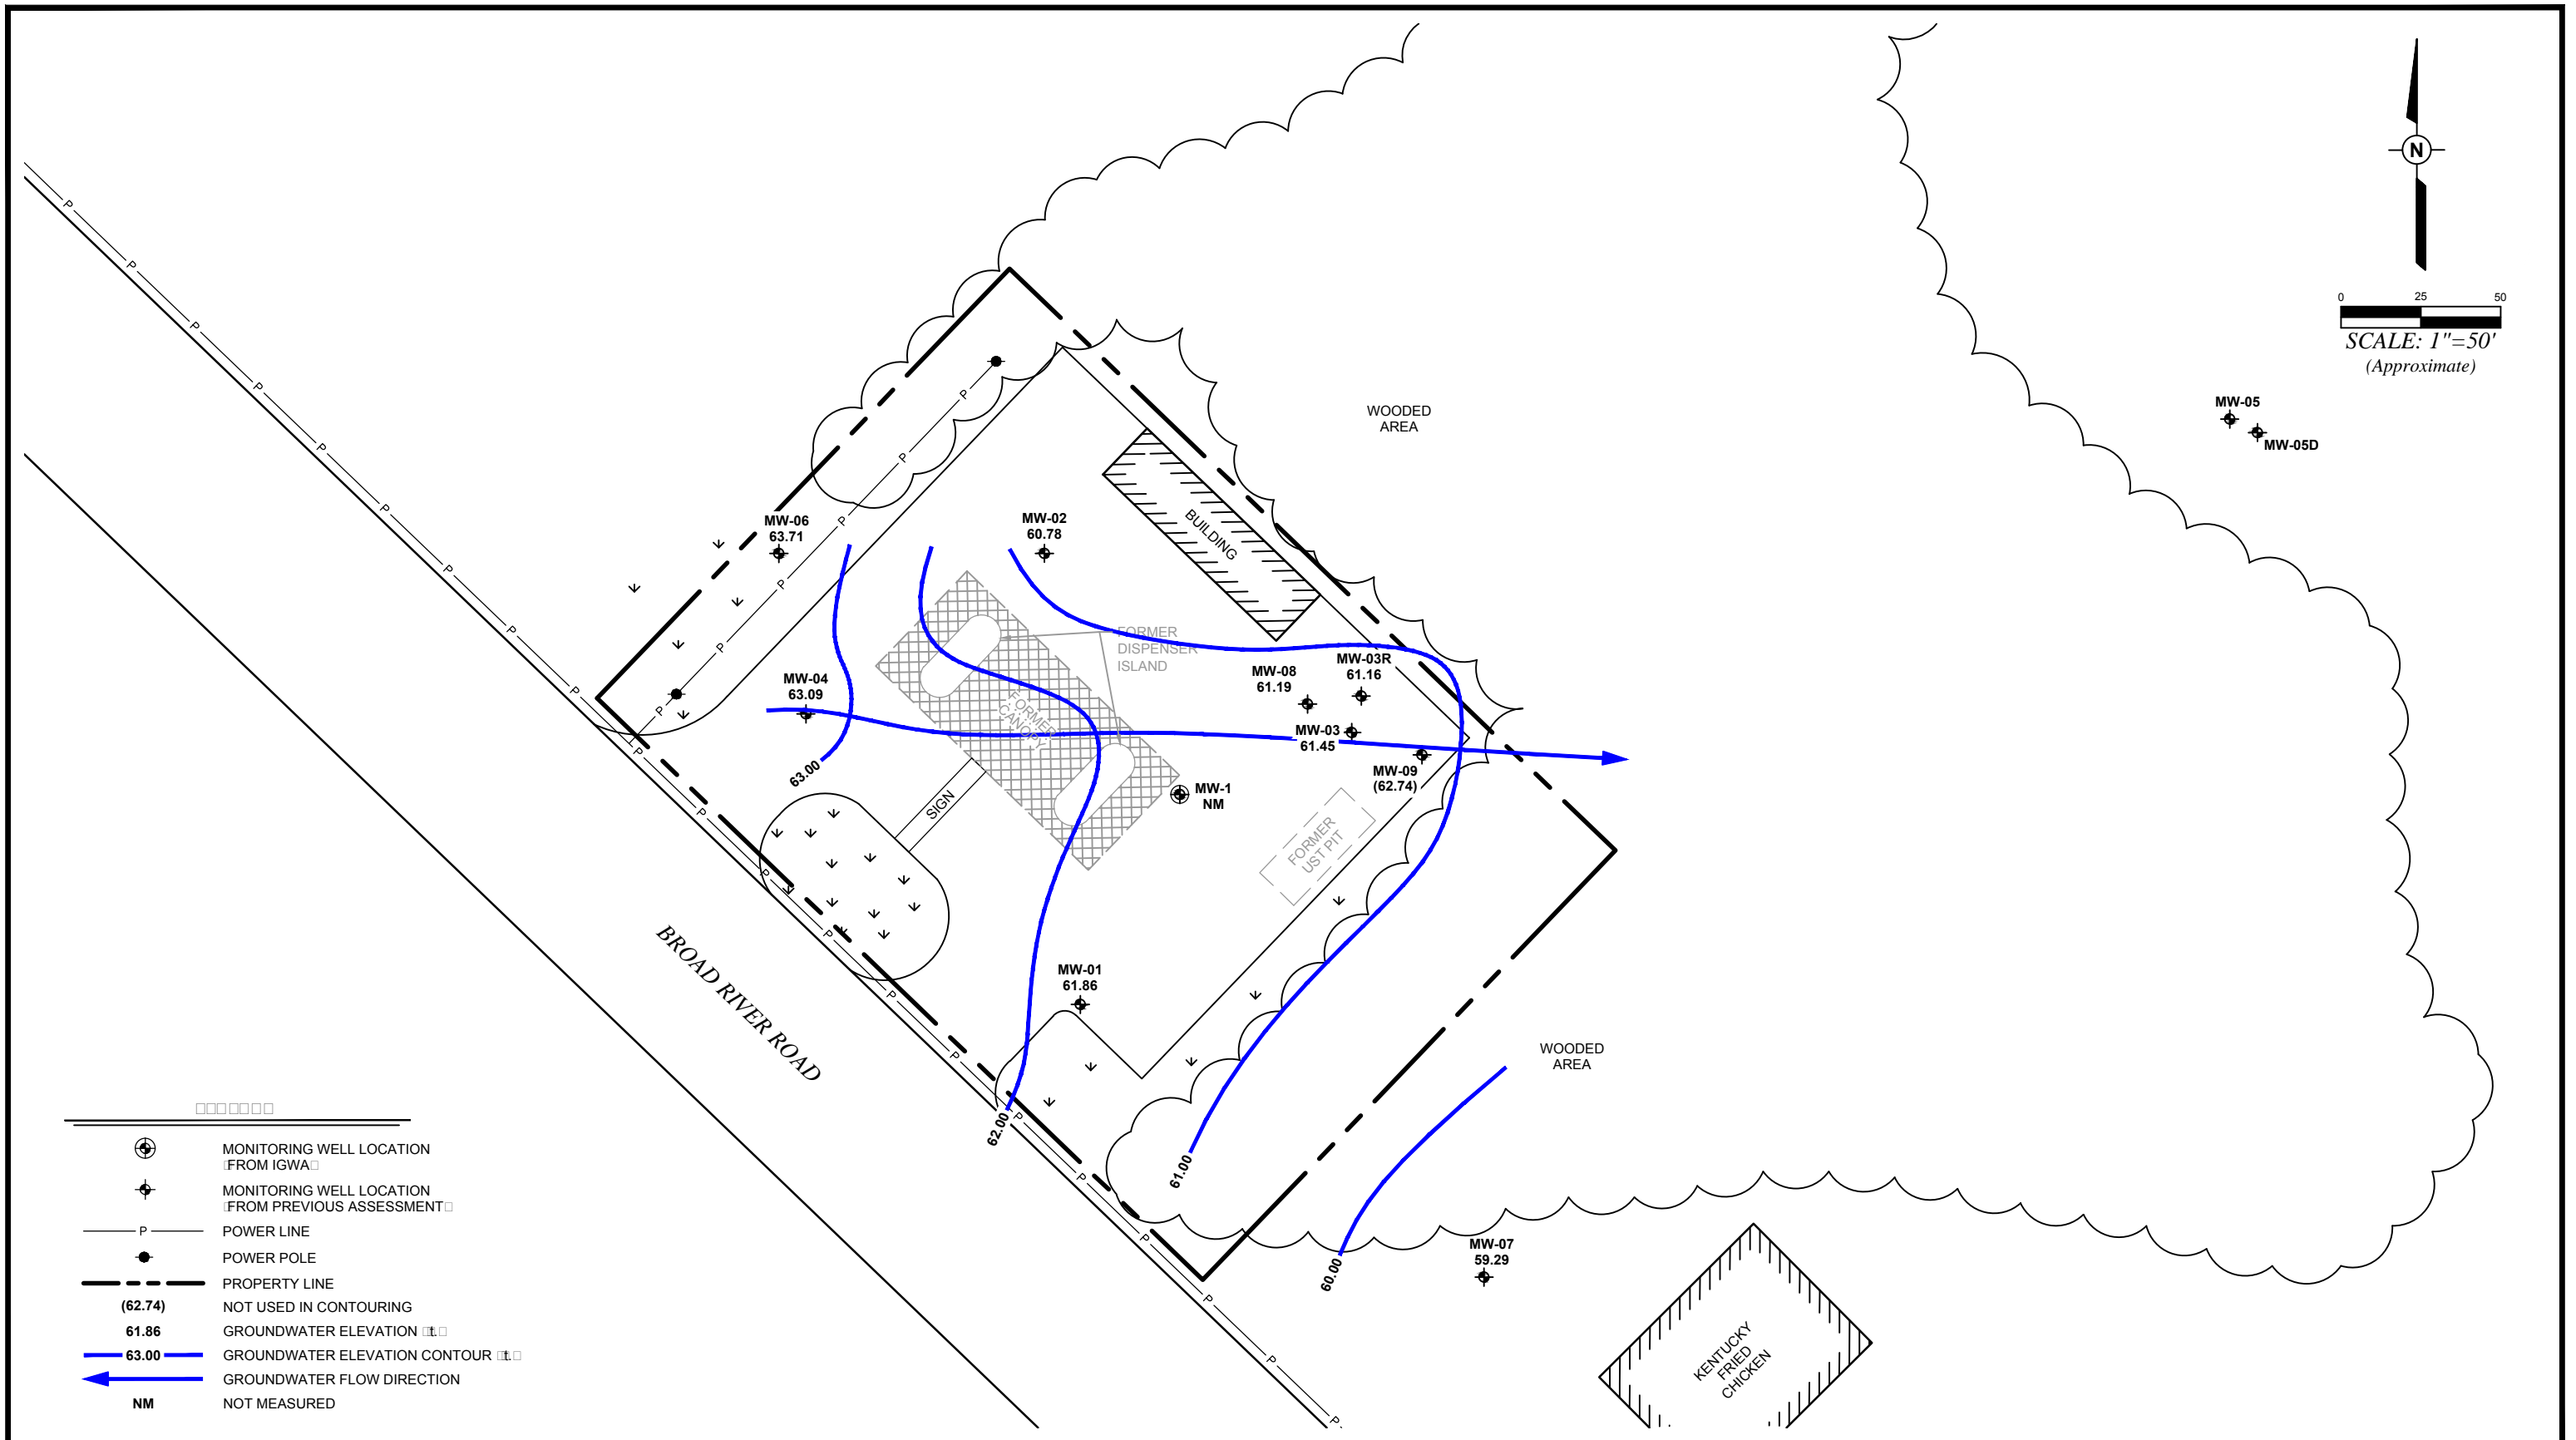 N
0 25 50
SCALE: 1"=50'
(Approximate)
MW-05
MW-05D
WOODED
AREA
MW-06
63.71
MW-02
60.78
BUILDING
FORMER
DISPENSER
ISLAND
MW-08
61.19
MW-03R
61.16
MW-04
63.09
FORMER
CANOPY
MW-03
61.45
MW-09
(62.74)
63.00
SIGN
MW-1
NM
FORMER
UST PIT
BROAD RIVER ROAD
MW-01
61.86
WOODED
AREA
62.00
61.00
60.00
MW-07
59.29
KENTUCKY
FRIED
CHICKEN
MONITORING WELL LOCATION
FROM IGWA
MONITORING WELL LOCATION
FROM PREVIOUS ASSESSMENT
P POWER LINE
POWER POLE
PROPERTY LINE
(62.74) NOT USED IN CONTOURING
61.86 GROUNDWATER ELEVATION
63.00 GROUNDWATER ELEVATION CONTOUR
GROUNDWATER FLOW DIRECTION
NM NOT MEASURED